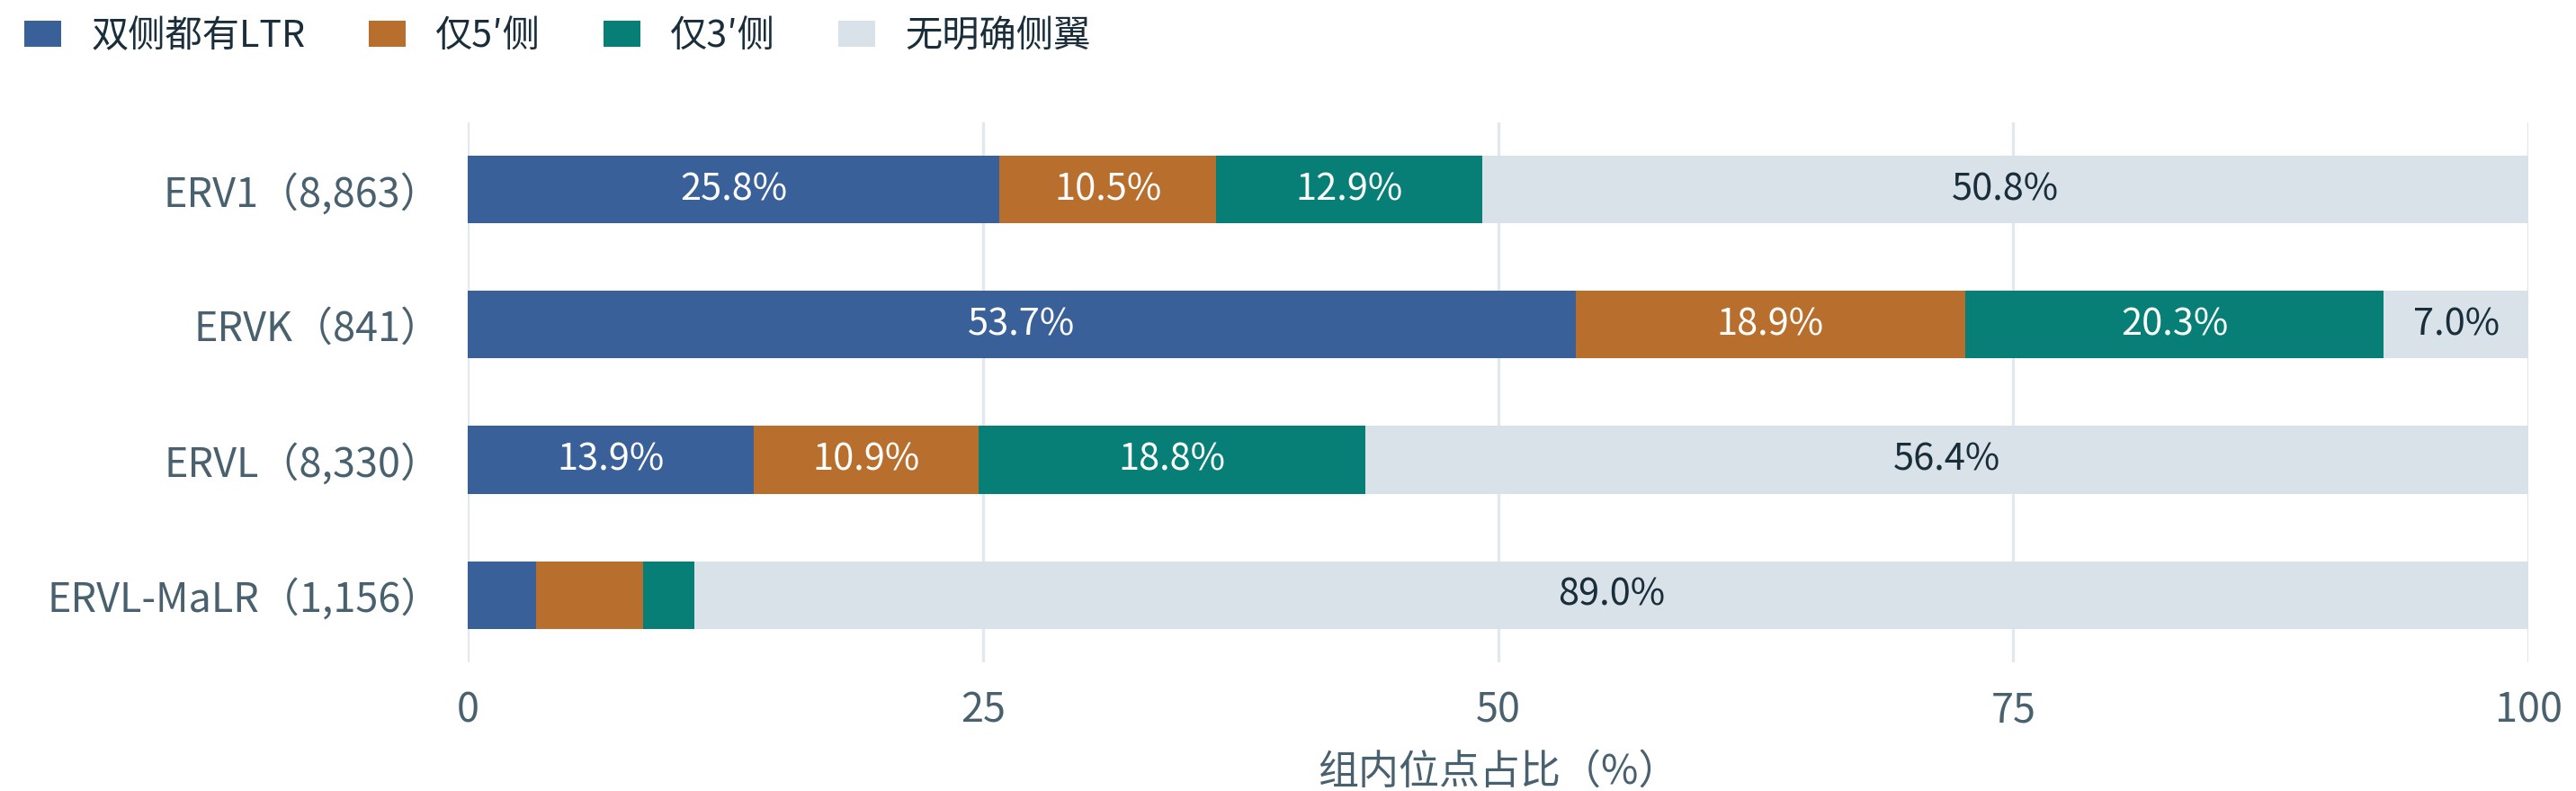 双侧都有LTR 仅5′侧 仅3′侧 无明确侧翼
ERV1（8,863） 25.8% 10.5% 12.9% 50.8%
ERVK（841） 53.7% 18.9% 20.3% 7.0%
ERVL（8,330） 13.9% 10.9% 18.8% 56.4%
ERVL-MaLR（1,156） 89.0%
0 25 50 75 100
组内位点占比（%）